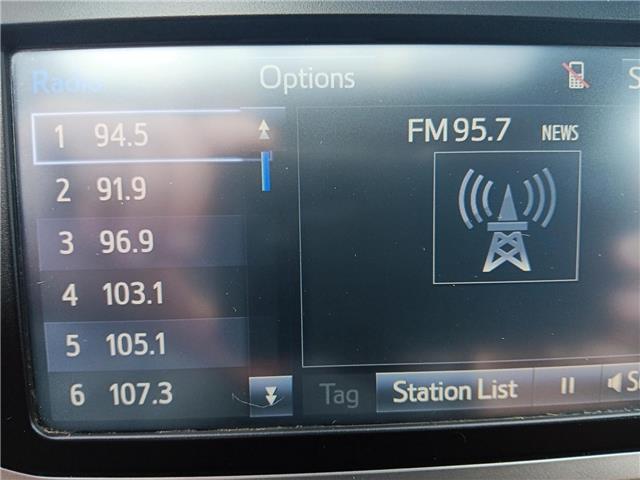 Radio Options
1 94.5
2 91.9
3 96.9
4 103.1
5 105.1
6 107.3
FM 95.7 NEWS
Tag Station List